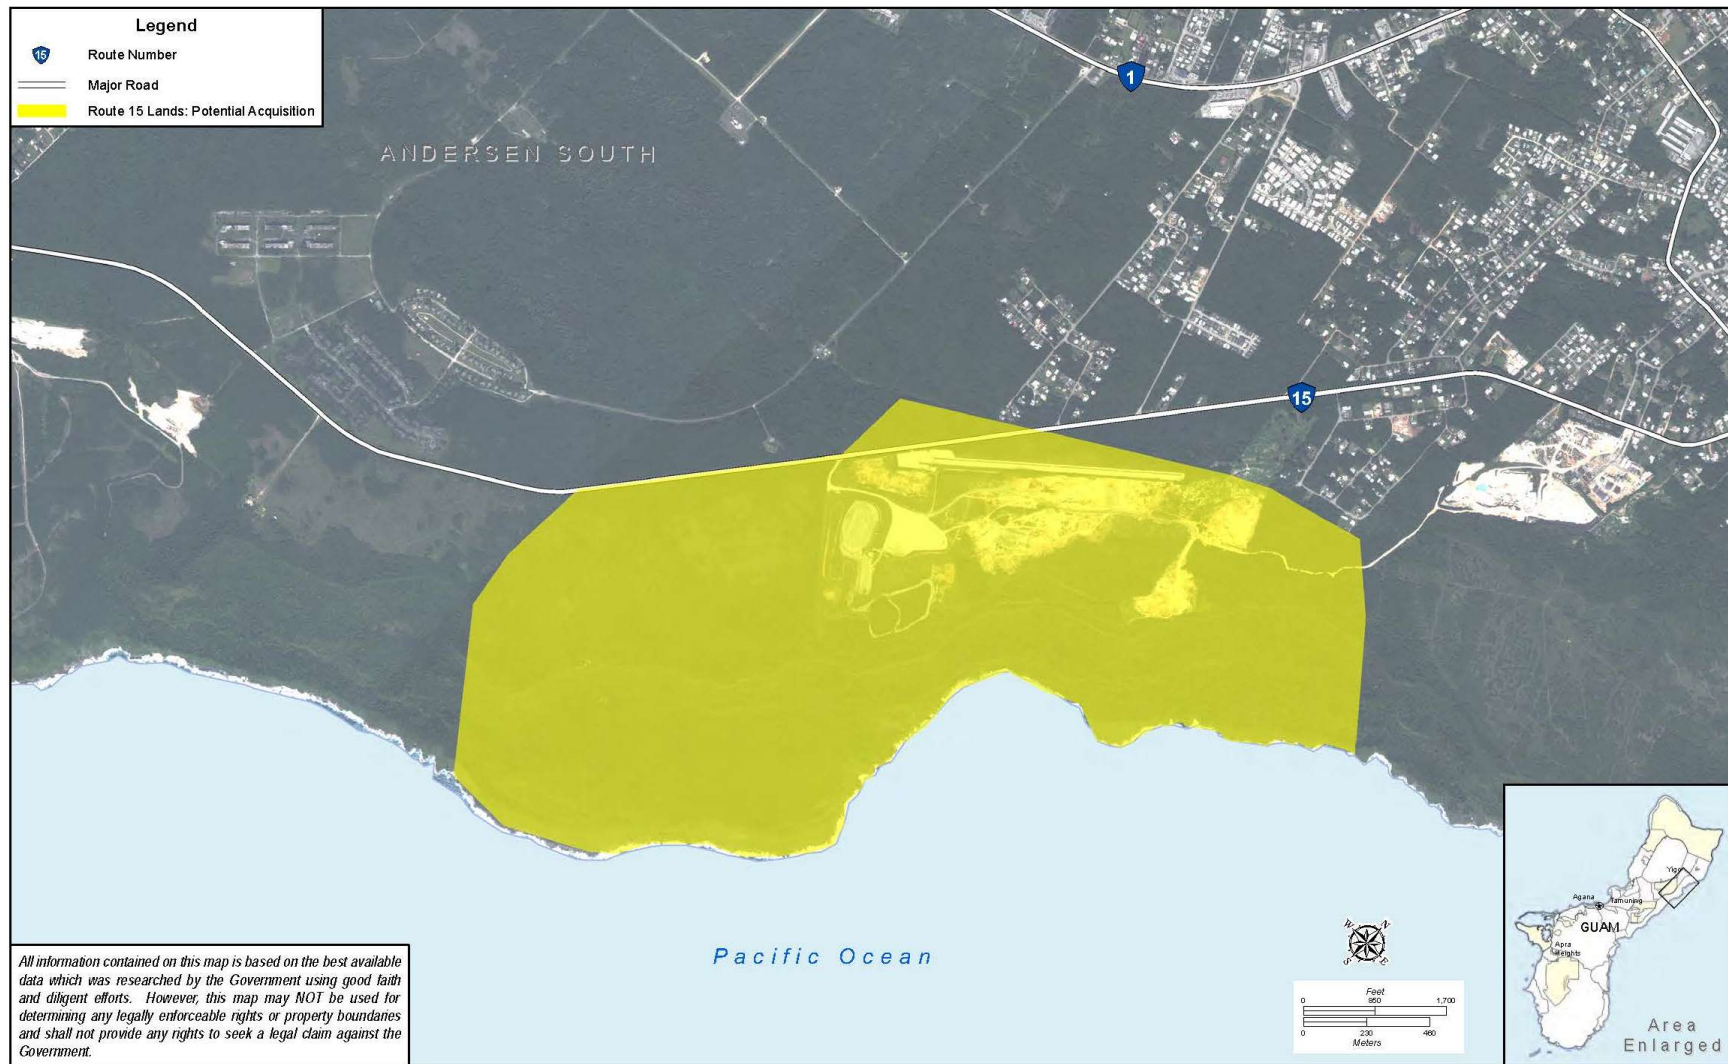 Legend
15
Route Number
Major Road
Route 15 Lands: Potential Acquisition
1
ANDERSEN SOUTH
15
Pacific Ocean
W N
S E
Feet
0 850 1,700
0 230 460
Meters
Yigo
Agana Tamuning
GUAM
Apra
Heights
Area
Enlarged
All information contained on this map is based on the best available
data which was researched by the Government using good faith
and diligent efforts. However, this map may NOT be used for
determining any legally enforceable rights or property boundaries
and shall not provide any rights to seek a legal claim against the
Government.